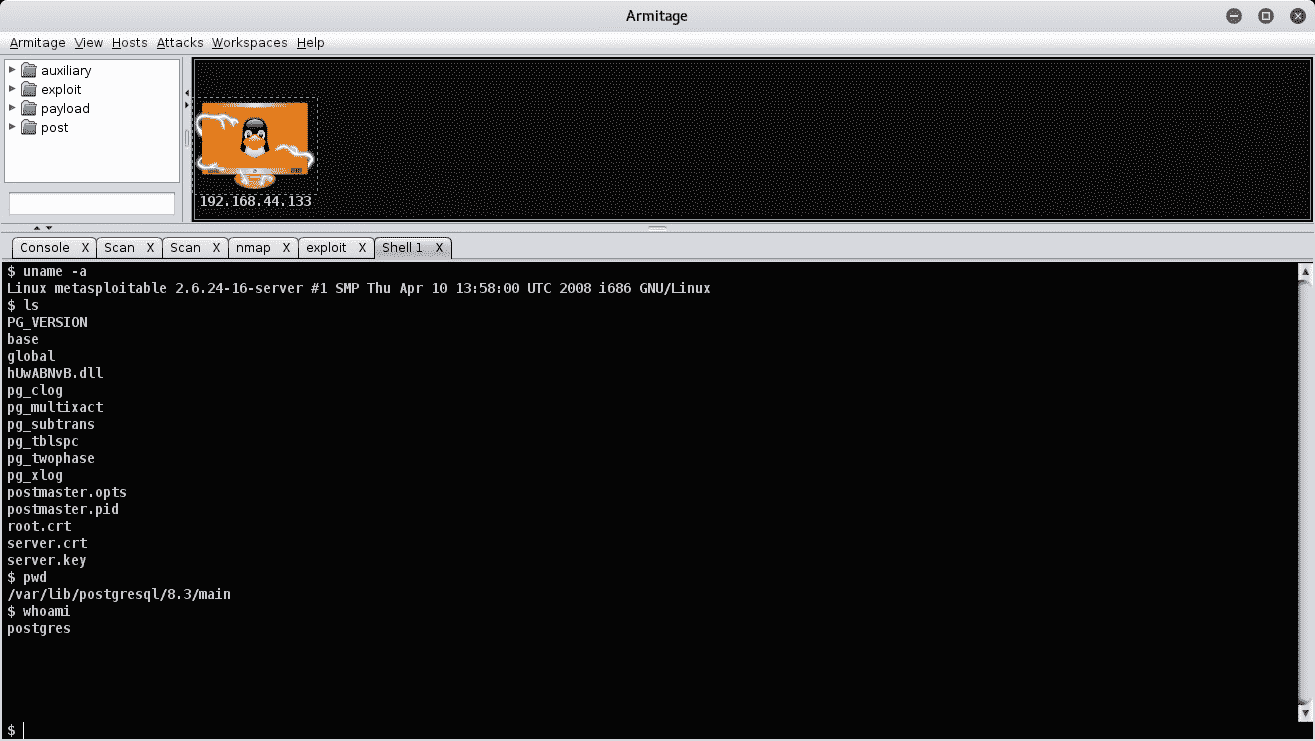 Armitage
Armitage View Hosts Attacks Workspaces Help
auxiliary
exploit
payload
post
192.168.44.133
Console X Scan X Scan X nmap X exploit X Shell 1 X
$ uname -a
Linux metasploitable 2.6.24-16-server #1 SMP Thu Apr 10 13:58:00 UTC 2008 i686 GNU/Linux
$ ls
PG_VERSION
base
global
hUwABNvB.dll
pg_clog
pg_multixact
pg_subtrans
pg_tblspc
pg_twophase
pg_xlog
postmaster.opts
postmaster.pid
root.crt
server.crt
server.key
$ pwd
/var/lib/postgresql/8.3/main
$ whoami
postgres
$